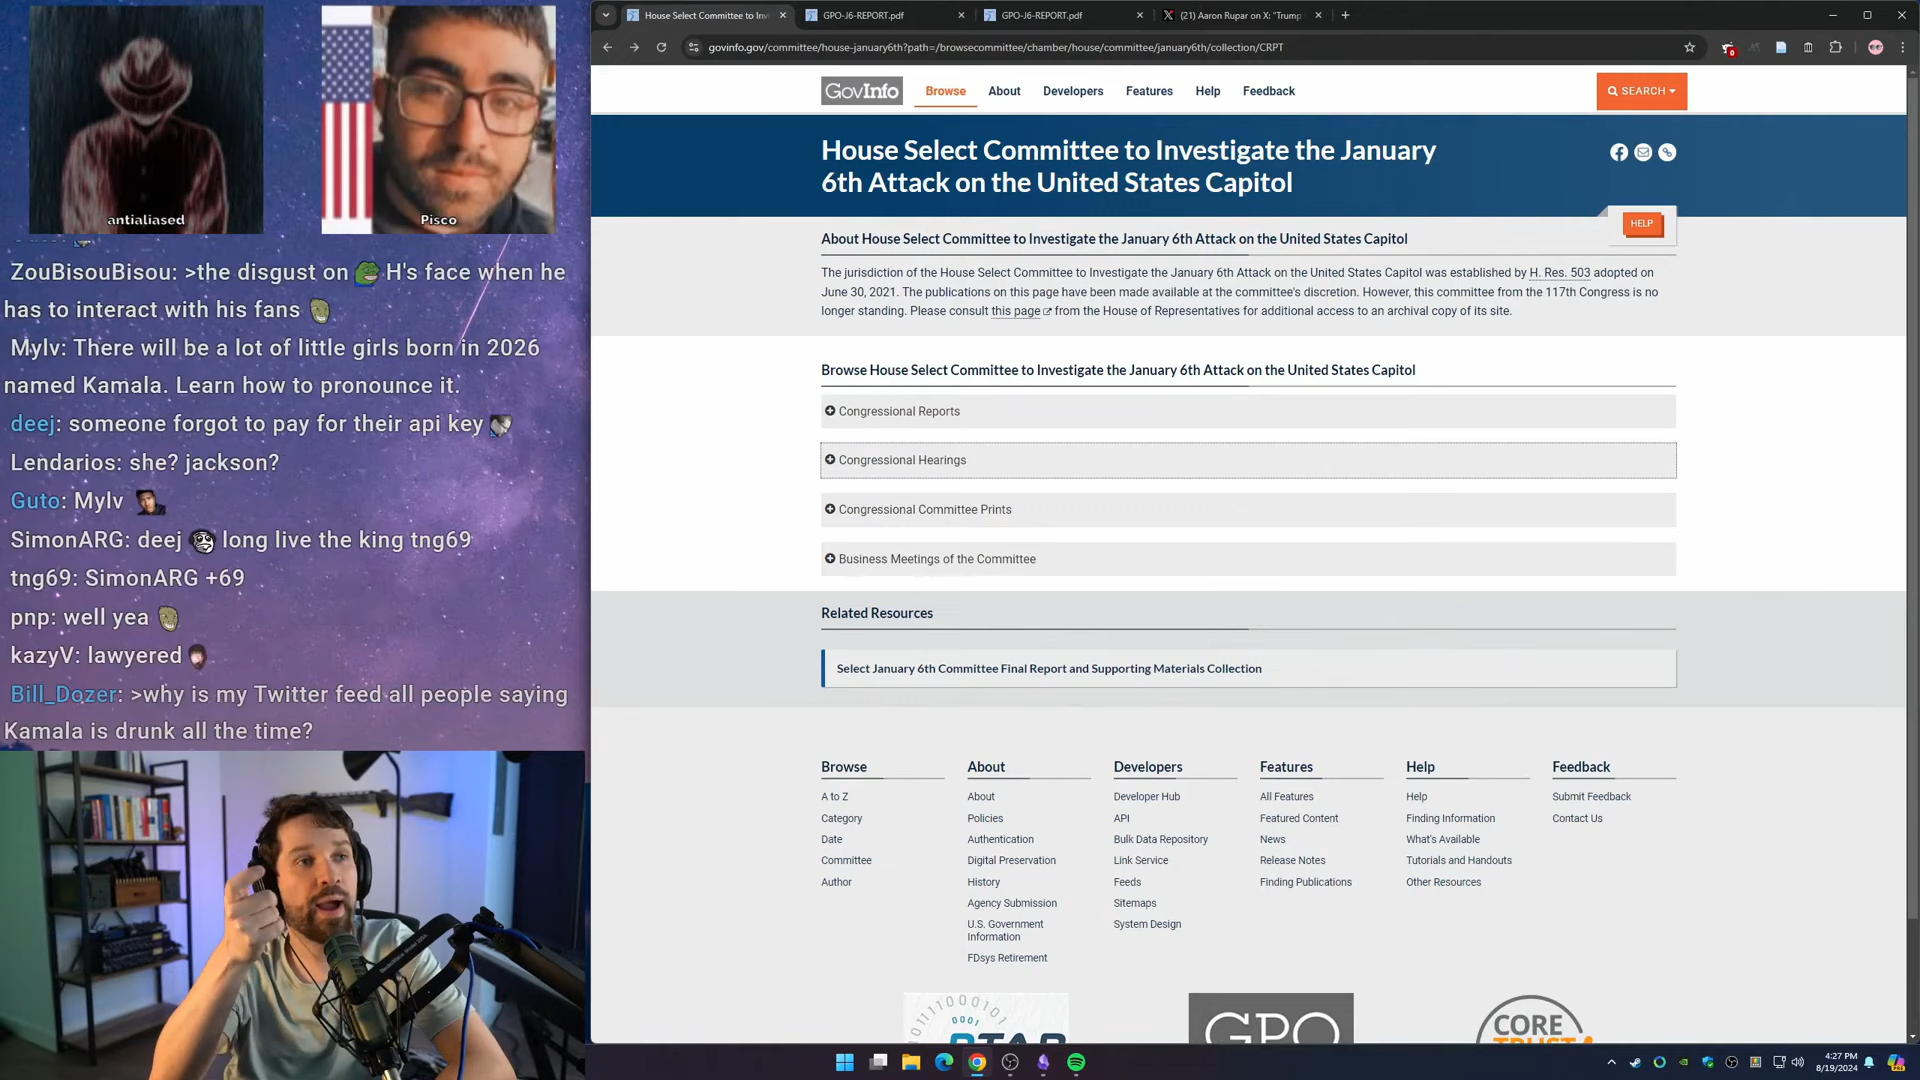 antialiased
Pisco
ZouBisouBisou: >the disgust on H's face when he
has to interact with his fans
Mylv: There will be a lot of little girls born in 2026
named Kamala. Learn how to pronounce it.
deej: someone forgot to pay for their api key
Lendarios: she? jackson?
Guto: Mylv
SimonARG: deej long live the king tng69
tng69: SimonARG +69
pnp: well yea
kazyV: lawyered
Bill_Dozer: >why is my Twitter feed all people saying
Kamala is drunk all the time?
House Select Committee to Inv
GPO-J6-REPORT.pdf
GPO-J6-REPORT.pdf
(21) Aaron Rupar on X: "Trump
govinfo.gov/committee/house-january6th?path=/browsecommittee/chamber/house/committee/january6th/collection/CRPT
GovInfo
Browse
About
Developers
Features
Help
Feedback
SEARCH
House Select Committee to Investigate the January
6th Attack on the United States Capitol
HELP
About House Select Committee to Investigate the January 6th Attack on the United States Capitol
The jurisdiction of the House Select Committee to Investigate the January 6th Attack on the United States Capitol was established by H. Res. 503 adopted on
June 30, 2021. The publications on this page have been made available at the committee's discretion. However, this committee from the 117th Congress is no
longer standing. Please consult this page from the House of Representatives for additional access to an archival copy of its site.
Browse House Select Committee to Investigate the January 6th Attack on the United States Capitol
Congressional Reports
Congressional Hearings
Congressional Committee Prints
Business Meetings of the Committee
Related Resources
Select January 6th Committee Final Report and Supporting Materials Collection
Browse
A to Z
Category
Date
Committee
Author
About
About
Policies
Authentication
Digital Preservation
History
Agency Submission
U.S. Government
Information
FDsys Retirement
Developers
Developer Hub
API
Bulk Data Repository
Link Service
Feeds
Sitemaps
System Design
Features
All Features
Featured Content
News
Release Notes
Finding Publications
Help
Help
Finding Information
What's Available
Tutorials and Handouts
Other Resources
Feedback
Submit Feedback
Contact Us
GPO
CORE
4:27 PM
8/19/2024